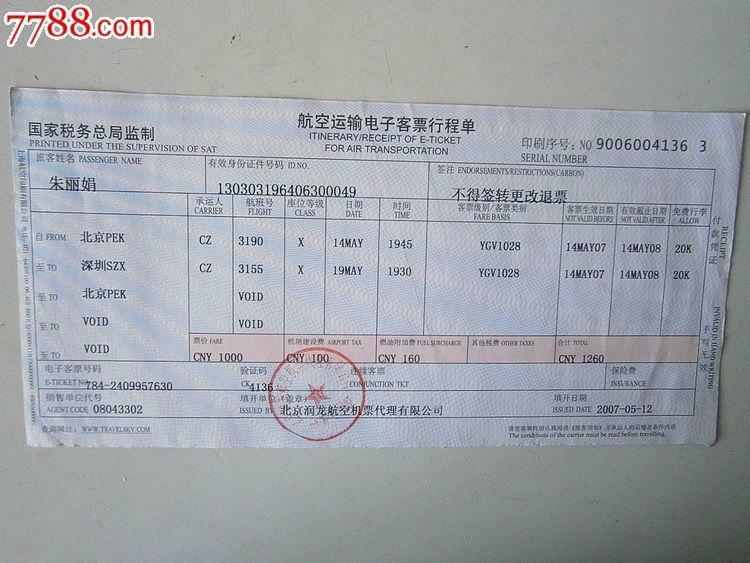 7788.com
国家税务总局监制
PRINTED UNDER THE SUPERVISION OF SAT
航空运输电子客票行程单
ITINERARY/RECEIPT OF E-TICKET
FOR AIR TRANSPORTATION
印刷序号: NO 9006004136 3
SERIAL NUMBER
旅客姓名 PASSENGER NAME 有效身份证件号码 ID.NO. 签注 ENDORSEMENTS/RESTRICTIONS(CARBON)
朱丽娟 130303196406300049 不得签转更改退票
承运人 航班号 座位等级 日期 时间 客票级别/客票类别 客票生效日期 有效截止日期 免费行李
CARRIER FLIGHT CLASS DATE TIME FARE BASIS NOT VALID BEFORE NOT VALID AFTER ALLOW
自 FROM 北京PEK CZ 3190 X 14MAY 1945 YGV1028 14MAY07 14MAY08 20K
至 TO 深圳SZX CZ 3155 X 19MAY 1930 YGV1028 14MAY07 14MAY08 20K
至 TO 北京PEK VOID
至 TO VOID VOID
至 TO VOID
票价 FARE 机场建设费 AIRPORT TAX 燃油附加费 FUEL SURCHARGE 其他税费 OTHER TAXES 合计 TOTAL
CNY 1000 CNY 100 CNY 160 CNY 1260
电子客票号 验证码 连续客票 保险费
E-TICKET NO 784-2409957630 CK 4136 CONJUNCTION TKT INSURANCE
销售单位代号 填开单位(盖章) 填开日期
AGENT CODE 08043302 ISSUED BY 北京润龙航空机票代理有限公司 ISSUED DATE 2007-05-12
查询网址: WWW.TRAVELSKY.COM
The conditions of the carrier must be read before travelling.
付款凭证 RECEIPT
手写无效 INVALID IN HAND WRITING